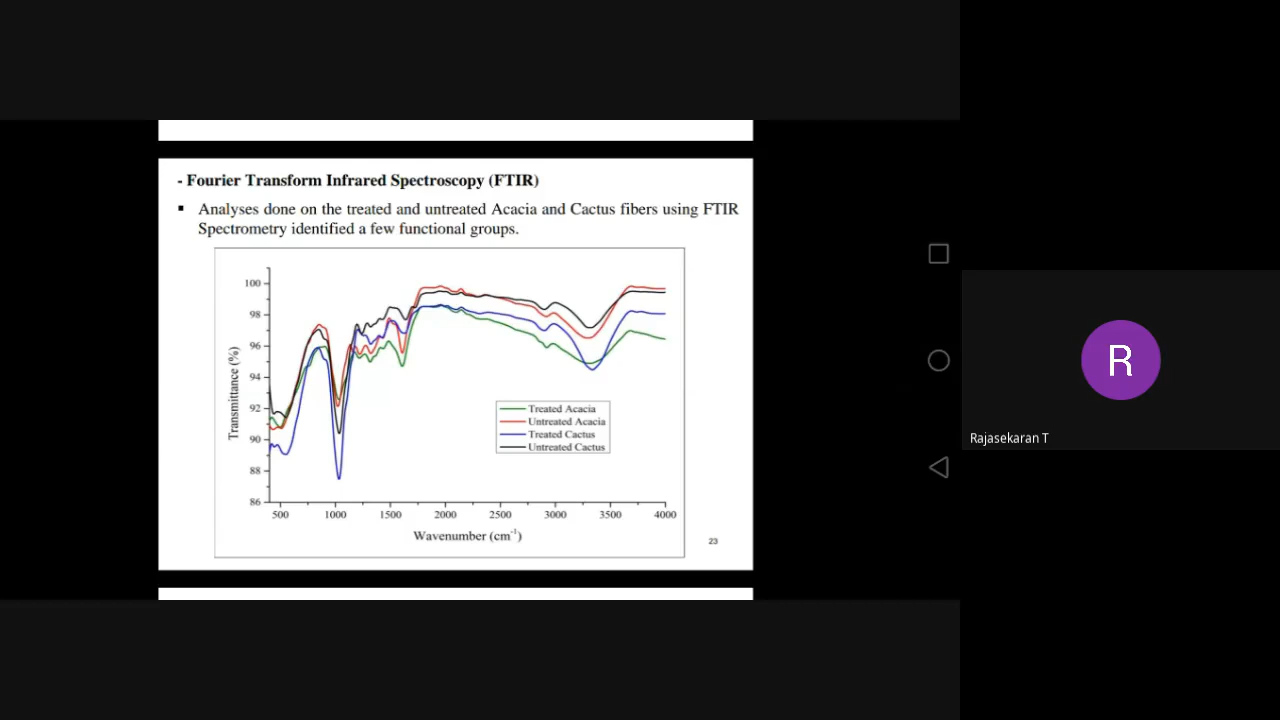 - Fourier Transform Infrared Spectroscopy (FTIR)
▪ Analyses done on the treated and untreated Acacia and Cactus fibers using FTIR
Spectrometry identified a few functional groups.
100
98
96
94
92
90
88
86
Transmittance (%)
Treated Acacia
Untreated Acacia
Treated Cactus
Untreated Cactus
500 1000 1500 2000 2500 3000 3500 4000
Wavenumber (cm⁻¹)
23
R
Rajasekaran T